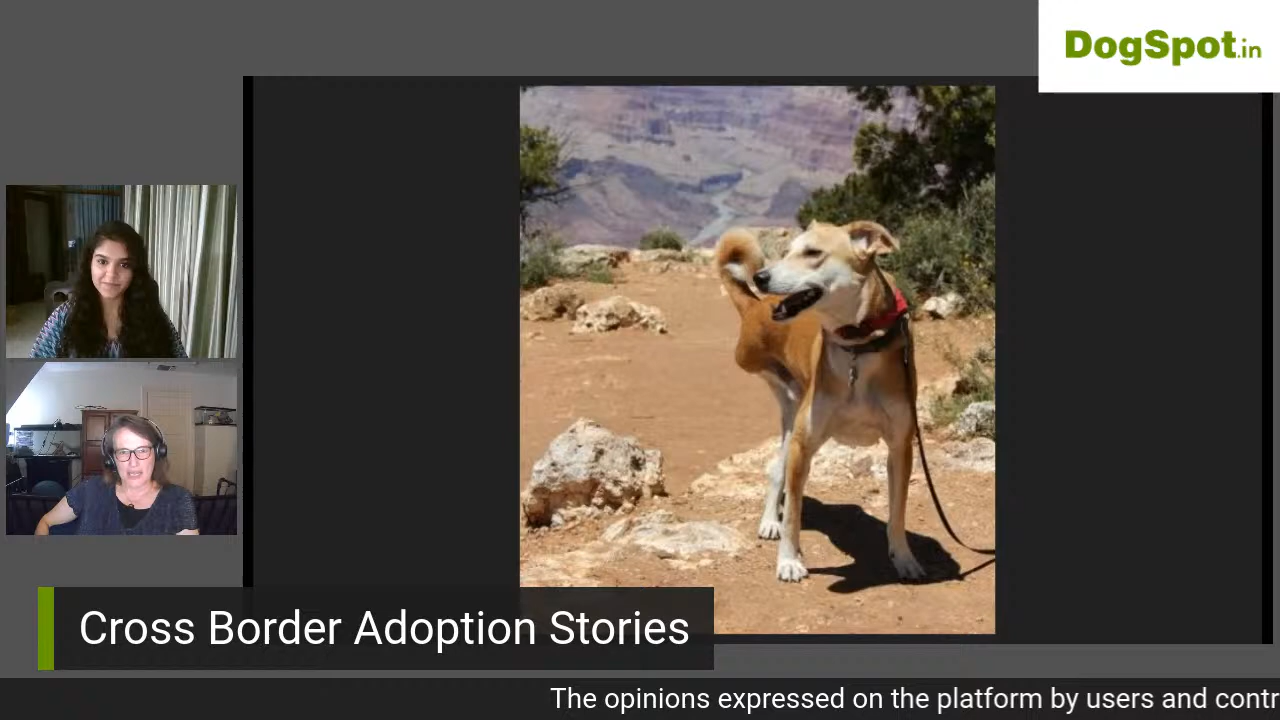 DogSpot.in
Cross Border Adoption Stories
The opinions expressed on the platform by users and contr